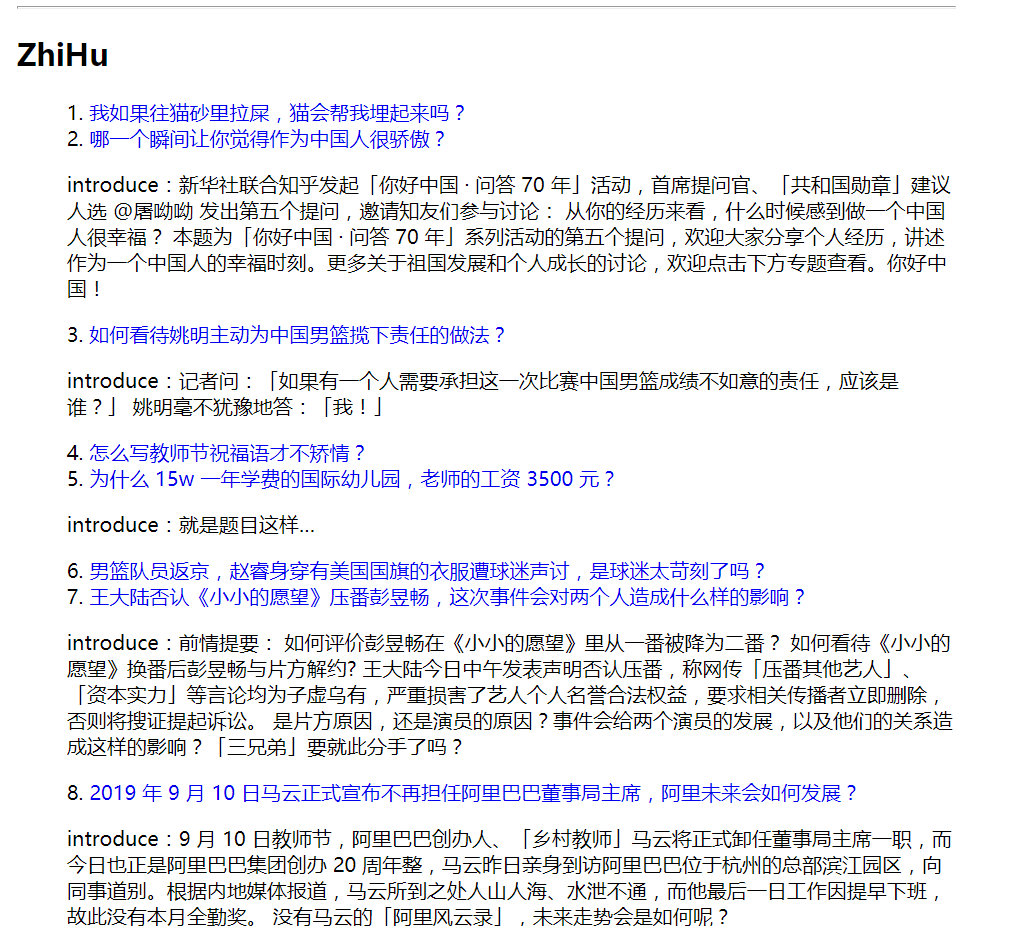 ZhiHu
1. 我如果往猫砂里拉屎，猫会帮我埋起来吗？
2. 哪一个瞬间让你觉得作为中国人很骄傲？
introduce：新华社联合知乎发起「你好中国 · 问答 70 年」活动，首席提问官、「共和国勋章」建议
人选 @屠呦呦 发出第五个提问，邀请知友们参与讨论： 从你的经历来看，什么时候感到做一个中国
人很幸福？ 本题为「你好中国 · 问答 70 年」系列活动的第五个提问，欢迎大家分享个人经历，讲述
作为一个中国人的幸福时刻。更多关于祖国发展和个人成长的讨论，欢迎点击下方专题查看。你好中
国！
3. 如何看待姚明主动为中国男篮揽下责任的做法？
introduce：记者问：「如果有一个人需要承担这一次比赛中国男篮成绩不如意的责任，应该是
谁？」 姚明毫不犹豫地答：「我！」
4. 怎么写教师节祝福语才不矫情？
5. 为什么 15w 一年学费的国际幼儿园，老师的工资 3500 元？
introduce：就是题目这样...
6. 男篮队员返京，赵睿身穿有美国国旗的衣服遭球迷声讨，是球迷太苛刻了吗？
7. 王大陆否认《小小的愿望》压番彭昱畅，这次事件会对两个人造成什么样的影响？
introduce：前情提要： 如何评价彭昱畅在《小小的愿望》里从一番被降为二番？ 如何看待《小小的
愿望》换番后彭昱畅与片方解约? 王大陆今日中午发表声明否认压番，称网传「压番其他艺人」、
「资本实力」等言论均为子虚乌有，严重损害了艺人个人名誉合法权益，要求相关传播者立即删除，
否则将搜证提起诉讼。 是片方原因，还是演员的原因？事件会给两个演员的发展，以及他们的关系造
成这样的影响？「三兄弟」要就此分手了吗？
8. 2019 年 9 月 10 日马云正式宣布不再担任阿里巴巴董事局主席，阿里未来会如何发展？
introduce：9 月 10 日教师节，阿里巴巴创办人、「乡村教师」马云将正式卸任董事局主席一职，而
今日也正是阿里巴巴集团创办 20 周年整，马云昨日亲身到访阿里巴巴位于杭州的总部滨江园区，向
同事道别。根据内地媒体报道，马云所到之处人山人海、水泄不通，而他最后一日工作因提早下班，
故此没有本月全勤奖。 没有马云的「阿里风云录」，未来走势会是如何呢？